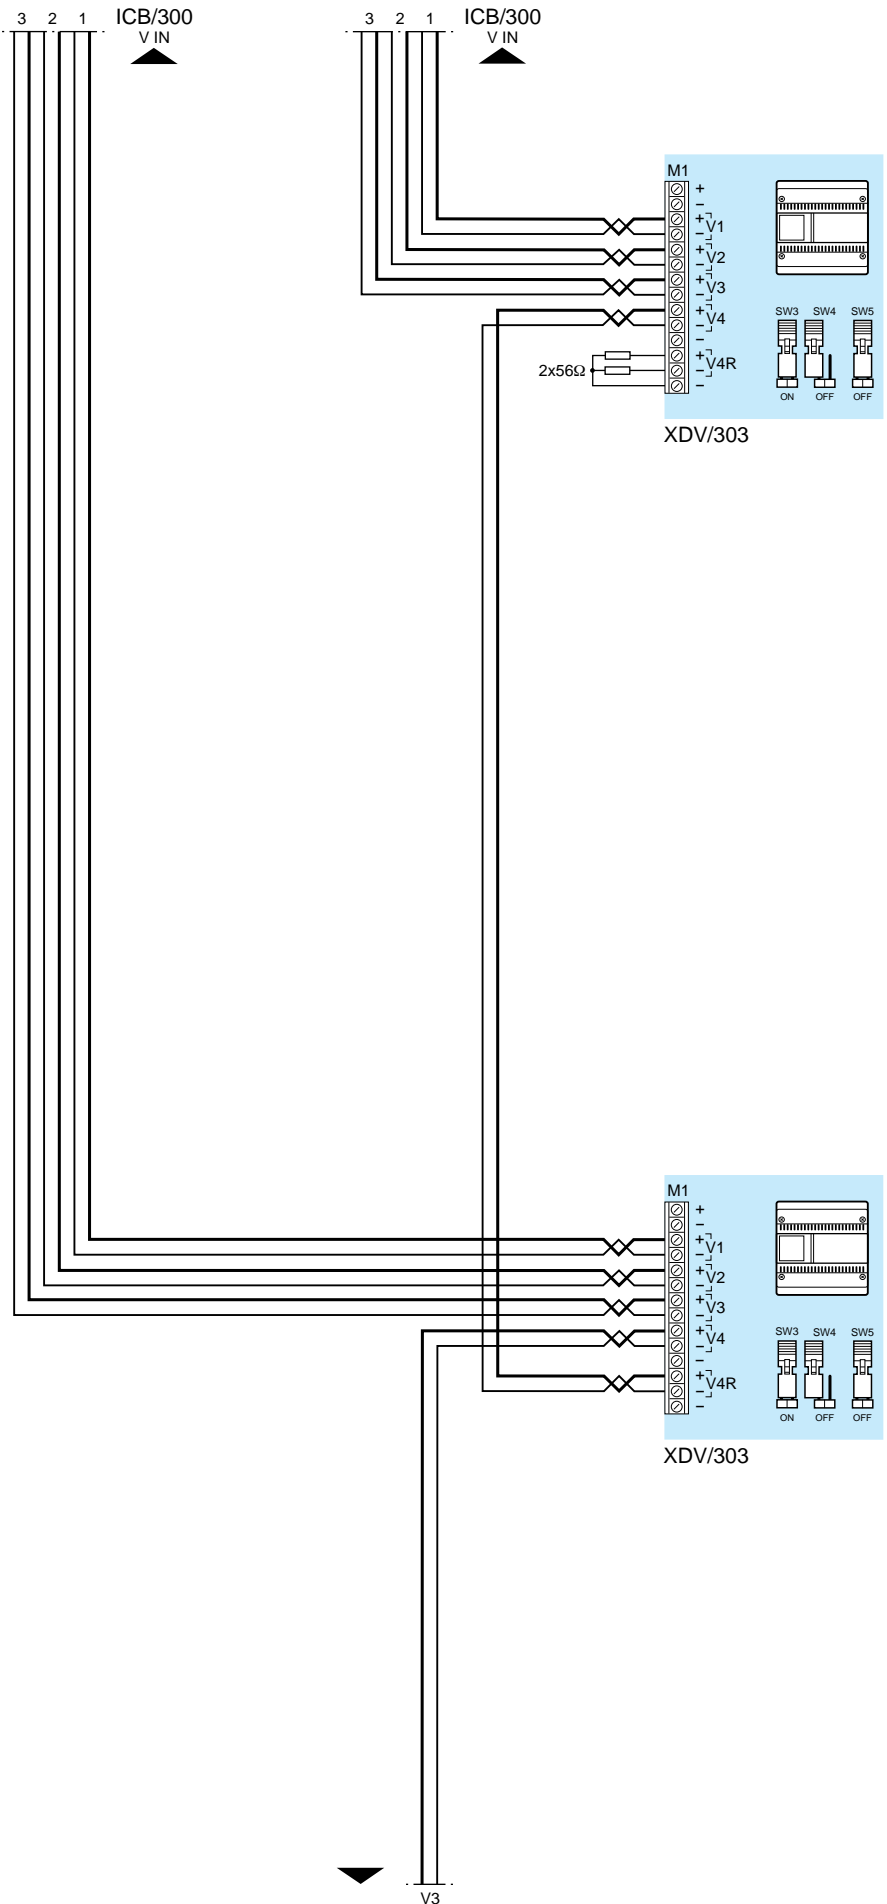 3 2 1 ICB/300
V IN
3 2 1 ICB/300
V IN
M1
+
−
+ V1
−
+ V2
−
+ V3
−
+ V4
−
−
+ V4R
−
−
2x56Ω
SW3 SW4 SW5
ON OFF OFF
XDV/303
M1
+
−
+ V1
−
+ V2
−
+ V3
−
+ V4
−
−
+ V4R
−
−
SW3 SW4 SW5
ON OFF OFF
XDV/303
V3